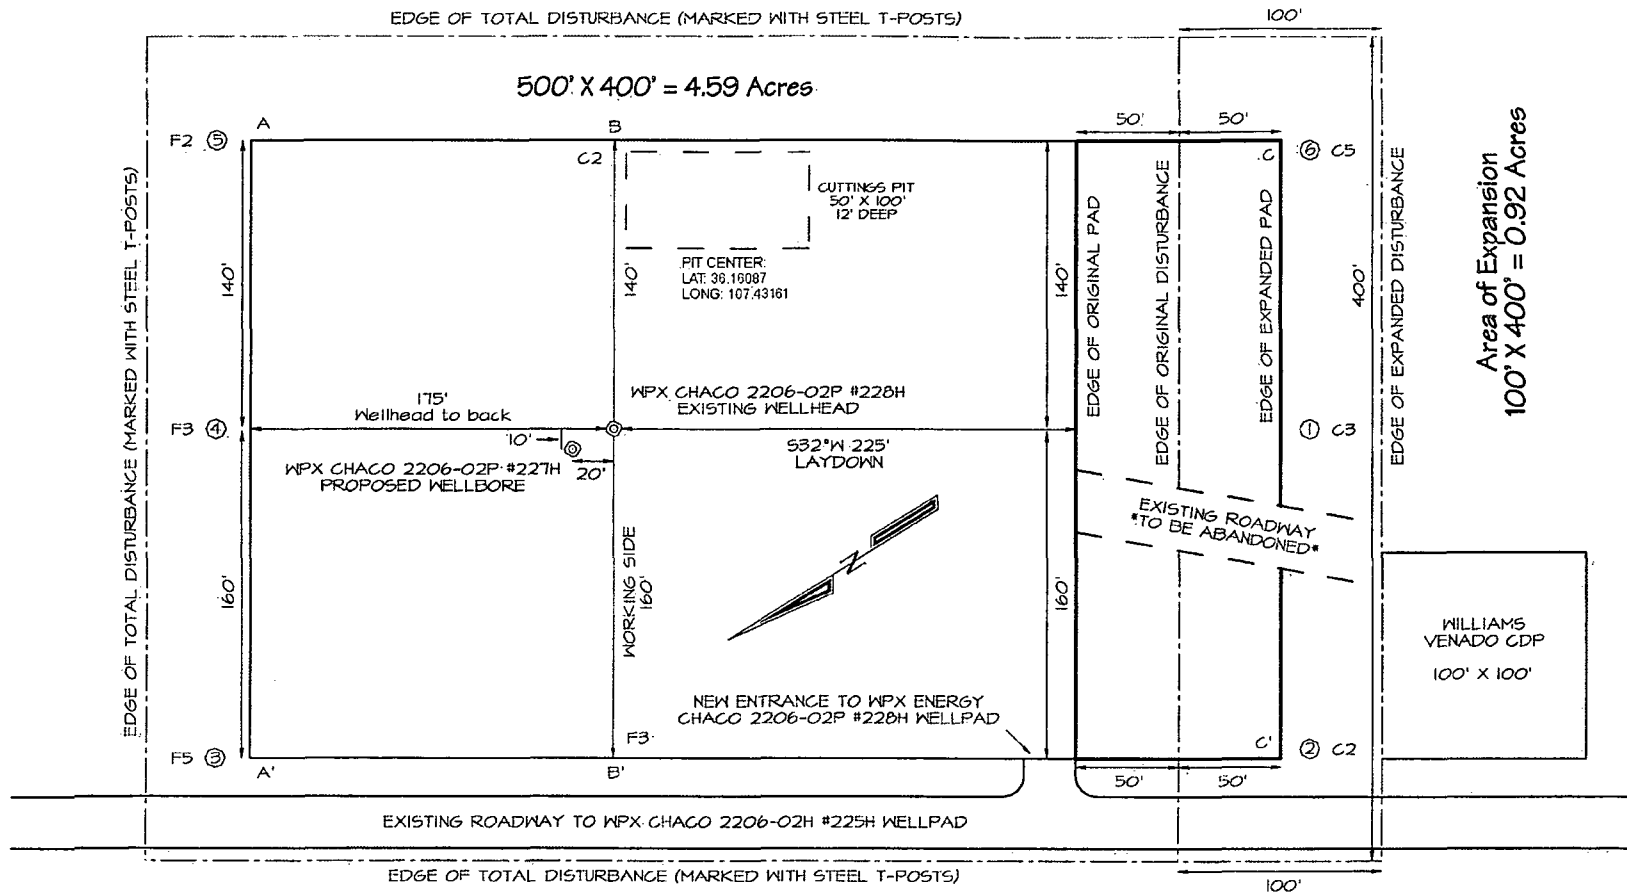 EDGE OF TOTAL DISTURBANCE (MARKED WITH STEEL T-POSTS)
100'
500' X 400' = 4.59 Acres
A
B
50'
50'
F2 5
C2
C
6 C5
CUTTINGS PIT
50' X 100'
12' DEEP
PIT CENTER:
LAT: 36.16087
LONG: 107.43161
EDGE OF TOTAL DISTURBANCE (MARKED WITH STEEL T-POSTS)
140'
140'
140'
EDGE OF ORIGINAL PAD
EDGE OF ORIGINAL DISTURBANCE
EDGE OF EXPANDED PAD
400'
EDGE OF EXPANDED DISTURBANCE
Area of Expansion
100' X 400' = 0.92 Acres
175'
Wellhead to back
WPX CHACO 2206-02P #228H
EXISTING WELLHEAD
F3 4
1 C3
10'
20'
S32°W 225'
LAYDOWN
WPX CHACO 2206-02P #227H
PROPOSED WELLBORE
EXISTING ROADWAY
*TO BE ABANDONED*
N
160'
WORKING SIDE
160'
160'
WILLIAMS
VENADO CDP
100' X 100'
NEW ENTRANCE TO WPX ENERGY
CHACO 2206-02P #228H WELLPAD
F3
C'
F5 3
2 C2
A'
B'
50'
50'
EXISTING ROADWAY TO WPX CHACO 2206-02H #225H WELLPAD
EDGE OF TOTAL DISTURBANCE (MARKED WITH STEEL T-POSTS)
100'